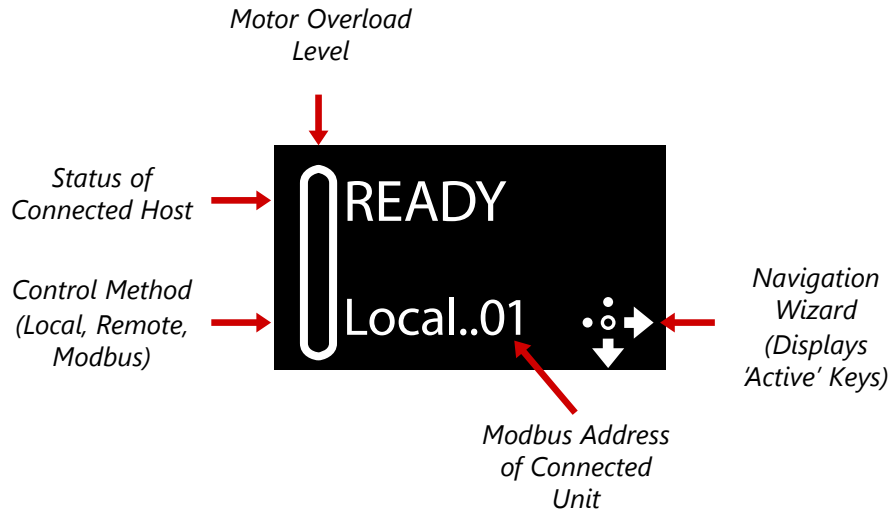 Motor Overload
Level
Status of
Connected Host
READY
Control Method
(Local, Remote,
Modbus)
Local..01
Navigation
Wizard
(Displays
'Active' Keys)
Modbus Address
of Connected
Unit